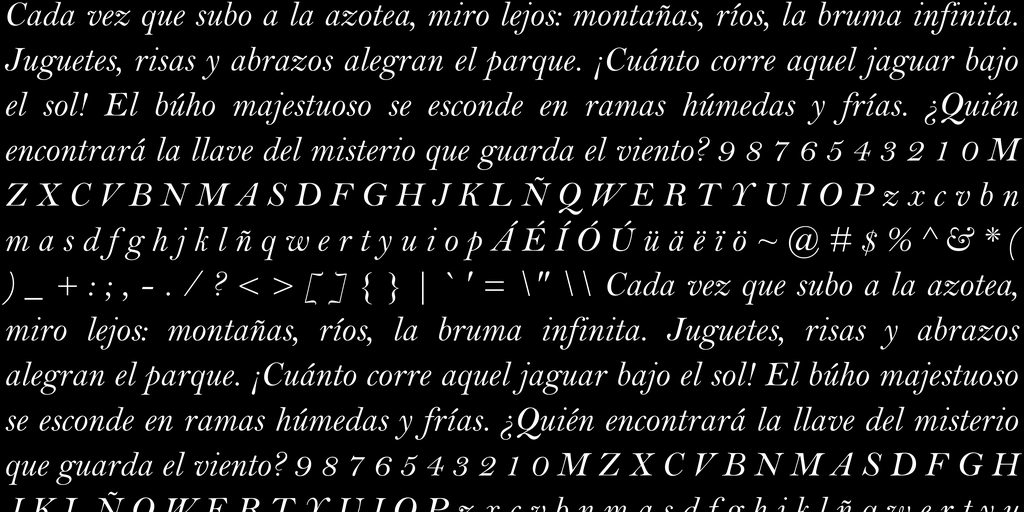 Cada vez que subo a la azotea, miro lejos: montañas, ríos, la bruma infinita.
Juguetes, risas y abrazos alegran el parque. ¡Cuánto corre aquel jaguar bajo
el sol! El búho majestuoso se esconde en ramas húmedas y frías. ¿Quién
encontrará la llave del misterio que guarda el viento? 9 8 7 6 5 4 3 2 1 0 M
Z X C V B N M A S D F G H J K L Ñ Q W E R T Y U I O P z x c v b n
m a s d f g h j k l ñ q w e r t y u i o p Á É Í Ó Ú ü ä ë ï ö ~ @ # $ % ^ & * (
) _ + : ; , - . / ? < > [ ] { } | ` ' = \" \\ Cada vez que subo a la azotea,
miro lejos: montañas, ríos, la bruma infinita. Juguetes, risas y abrazos
alegran el parque. ¡Cuánto corre aquel jaguar bajo el sol! El búho majestuoso
se esconde en ramas húmedas y frías. ¿Quién encontrará la llave del misterio
que guarda el viento? 9 8 7 6 5 4 3 2 1 0 M Z X C V B N M A S D F G H
J K L Ñ Q W E R T Y U I O P z x c v b n m a s d f g h j k l ñ q w e r t y u